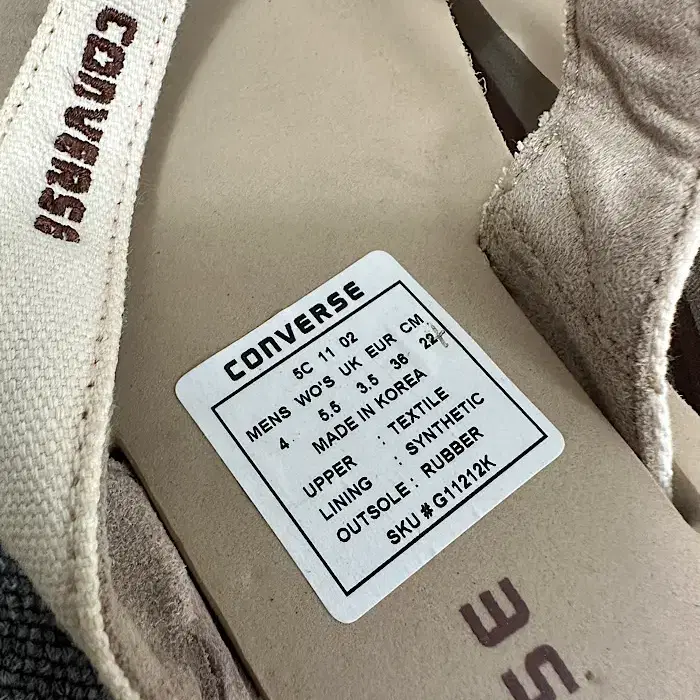 CONVERSE
CONVERSE
5C 11 02
MENS WO'S UK EUR CM
4 5.5 3.5 36 22
MADE IN KOREA
UPPER : TEXTILE
LINING : SYNTHETIC
OUTSOLE : RUBBER
SKU # G11212K
SE